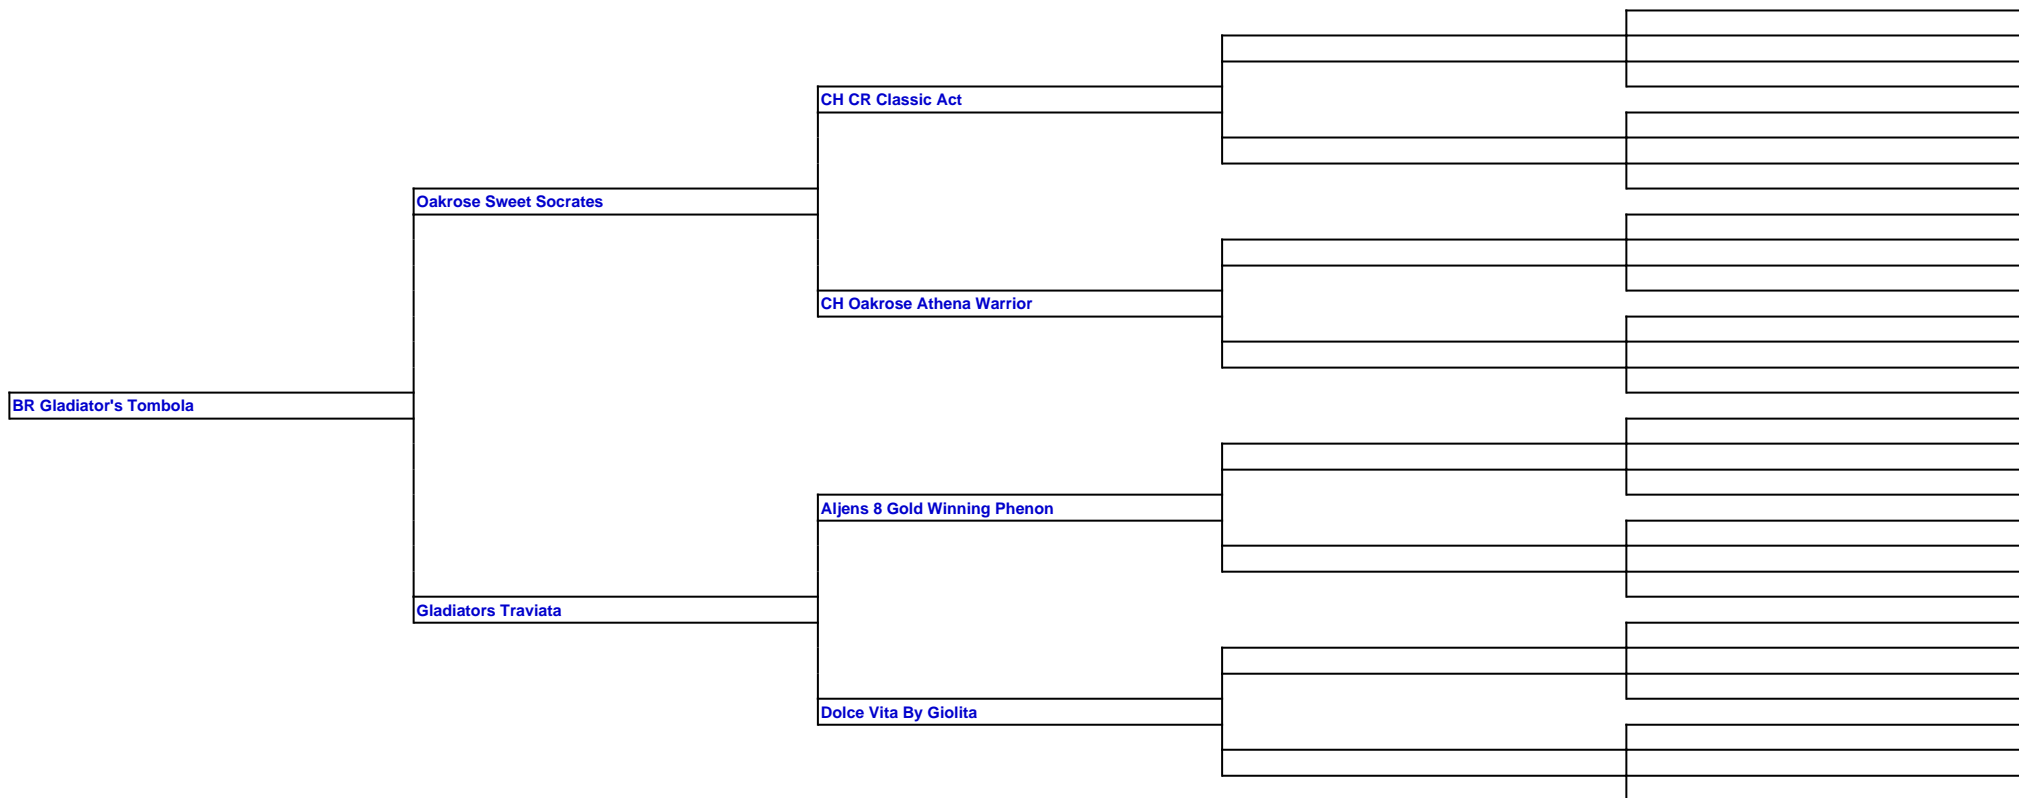 CH CR Classic Act
Oakrose Sweet Socrates
CH Oakrose Athena Warrior
BR Gladiator's Tombola
Aljens 8 Gold Winning Phenon
Gladiators Traviata
Dolce Vita By Giolita